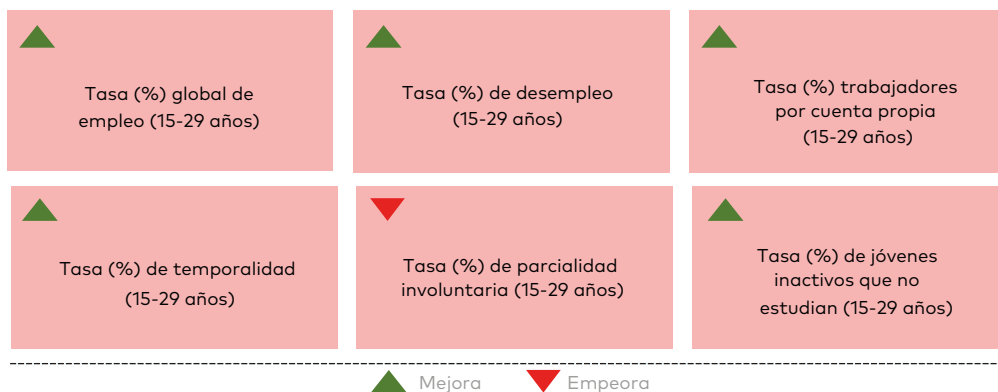 Tasa (%) global de
empleo (15-29 años)
Tasa (%) de desempleo
(15-29 años)
Tasa (%) trabajadores
por cuenta propia
(15-29 años)
Tasa (%) de temporalidad
(15-29 años)
Tasa (%) de parcialidad
involuntaria (15-29 años)
Tasa (%) de jóvenes
inactivos que no
estudian (15-29 años)
Mejora
Empeora